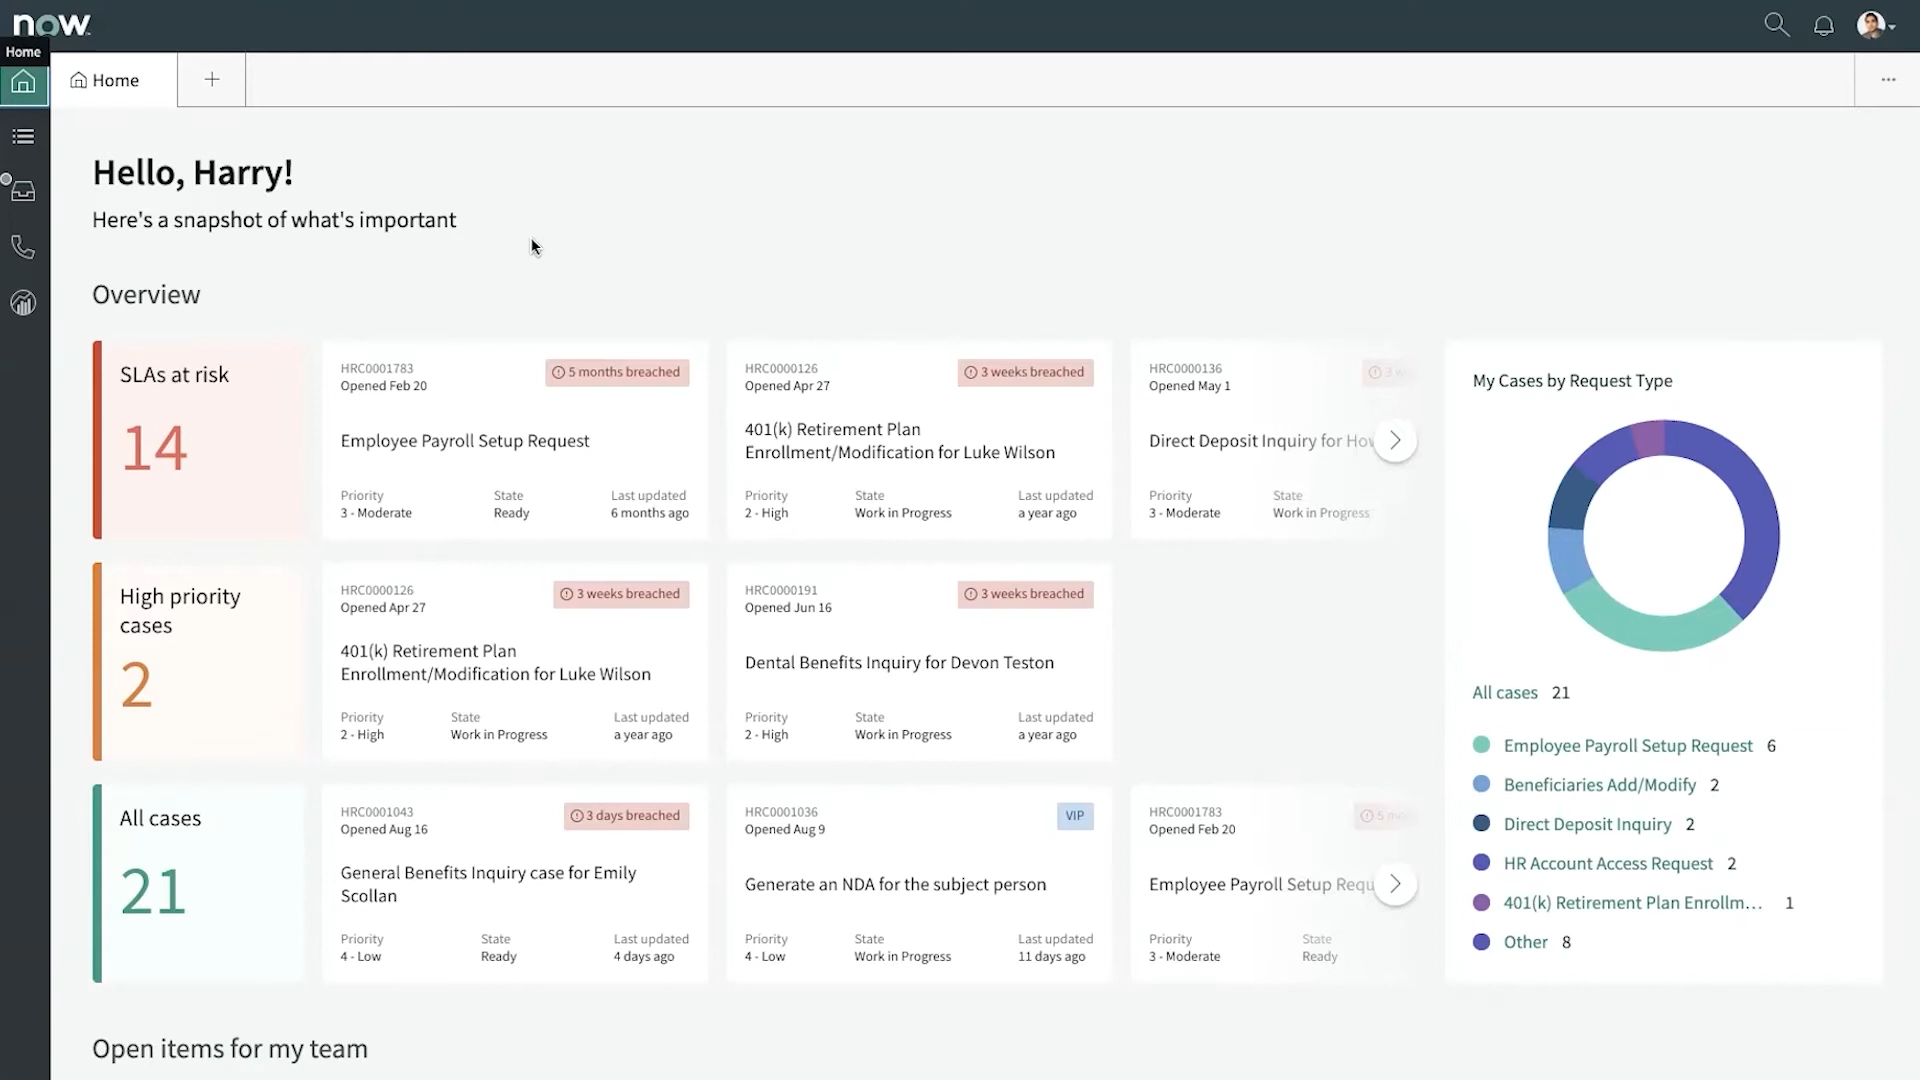 now
Home
Home
Hello, Harry!
Here's a snapshot of what's important
Overview
SLAs at risk
14
HRC0001783
Opened Feb 20
5 months breached
Employee Payroll Setup Request
Priority
3 - Moderate
State
Ready
Last updated
6 months ago
HRC0000126
Opened Apr 27
3 weeks breached
401(k) Retirement Plan
Enrollment/Modification for Luke Wilson
Priority
2 - High
State
Work in Progress
Last updated
a year ago
HRC0000136
Opened May 1
3
Direct Deposit Inquiry for
Priority
3 - Moderate
State
Work in Progress
High priority
cases
2
HRC0000126
Opened Apr 27
3 weeks breached
401(k) Retirement Plan
Enrollment/Modification for Luke Wilson
Priority
2 - High
State
Work in Progress
Last updated
a year ago
HRC0000191
Opened Jun 16
3 weeks breached
Dental Benefits Inquiry for Devon Teston
Priority
2 - High
State
Work in Progress
Last updated
a year ago
All cases
21
HRC0001043
Opened Aug 16
3 days breached
General Benefits Inquiry case for Emily
Scollan
Priority
4 - Low
State
Ready
Last updated
4 days ago
HRC0001036
Opened Aug 9
VIP
Generate an NDA for the subject person
Priority
4 - Low
State
Work in Progress
Last updated
11 days ago
HRC0001783
Opened Feb 20
5
Employee Payroll Setup
Priority
3 - Moderate
State
Ready
My Cases by Request Type
All cases 21
Employee Payroll Setup Request 6
Beneficiaries Add/Modify 2
Direct Deposit Inquiry 2
HR Account Access Request 2
401(k) Retirement Plan Enrollm... 1
Other 8
Open items for my team